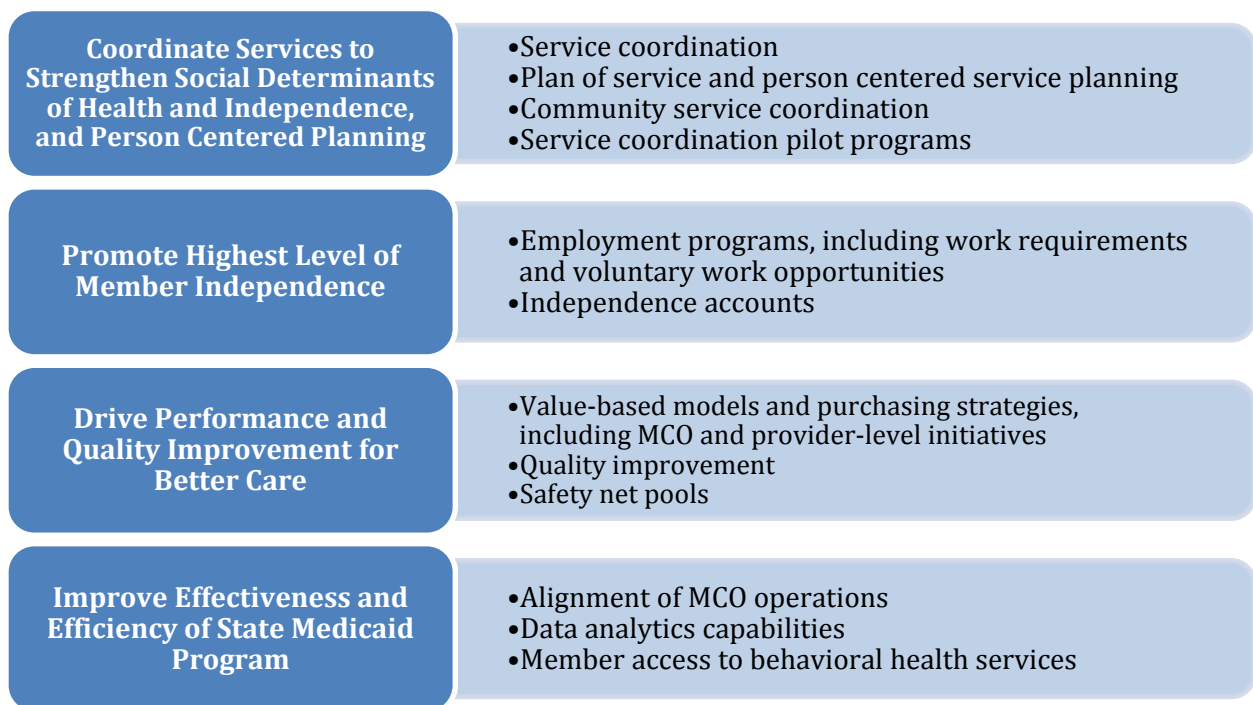 Coordinate Services to
Strengthen Social Determinants
of Health and Independence,
and Person Centered Planning
•Service coordination
•Plan of service and person centered service planning
•Community service coordination
•Service coordination pilot programs
Promote Highest Level of
Member Independence
•Employment programs, including work requirements
and voluntary work opportunities
•Independence accounts
Drive Performance and
Quality Improvement for
Better Care
•Value-based models and purchasing strategies,
including MCO and provider-level initiatives
•Quality improvement
•Safety net pools
Improve Effectiveness and
Efficiency of State Medicaid
Program
•Alignment of MCO operations
•Data analytics capabilities
•Member access to behavioral health services